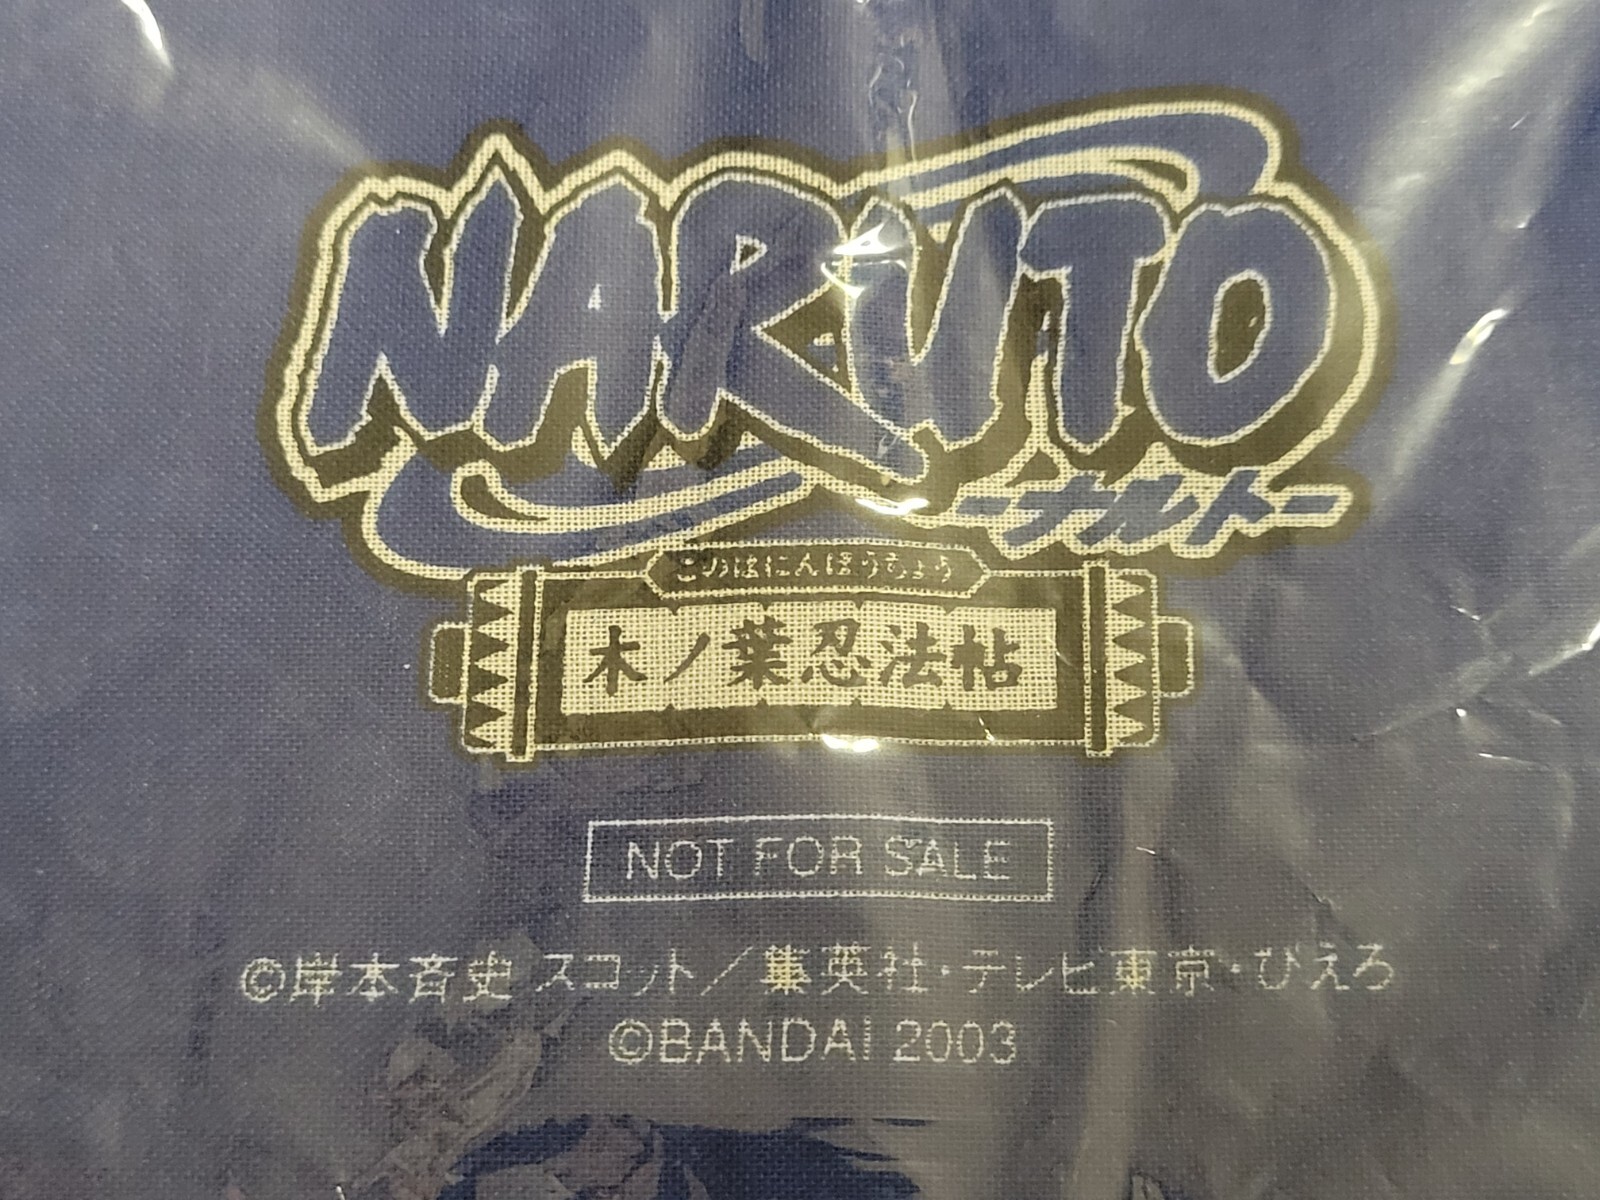 NARUTO
-ナルト-
このはにんぽうちょう
木ノ葉忍法帖
NOT FOR SALE
©岸本斉史 スコット／集英社・テレビ東京・ぴえろ
©BANDAI 2003